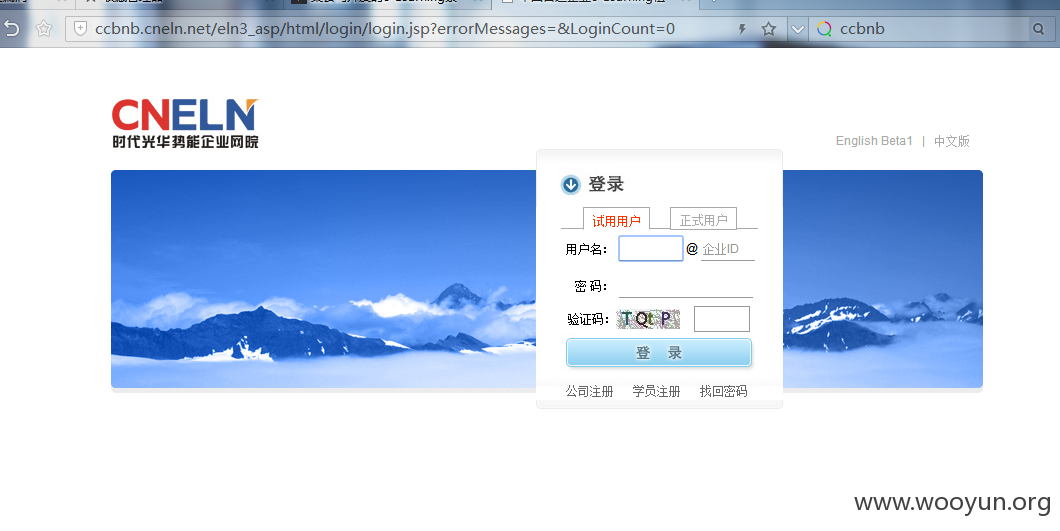 ccbnb.cneln.net/eln3_asp/html/login/login.jsp?errorMessages=&LoginCount=0
ccbnb
CNELN
时代光华势能企业网院
English Beta1 | 中文版
登录
试用用户 正式用户
用户名: @ 企业ID
密 码:
验证码: TQtP
登 录
公司注册 学员注册 找回密码
www.wooyun.org